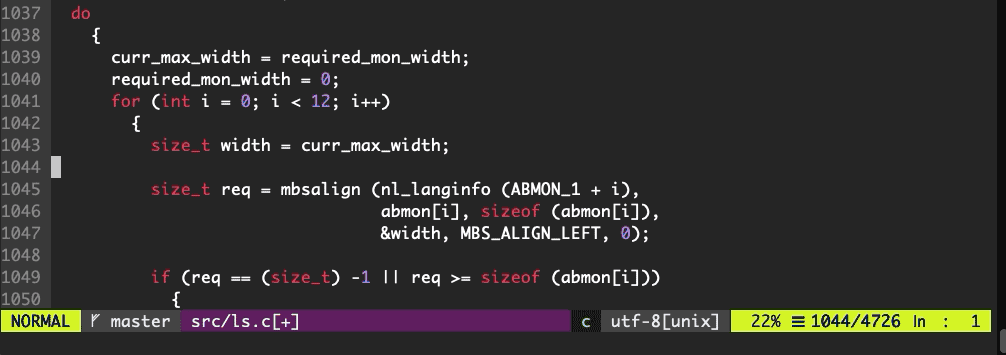 1037 do
1038 {
1039 curr_max_width = required_mon_width;
1040 required_mon_width = 0;
1041 for (int i = 0; i < 12; i++)
1042 {
1043 size_t width = curr_max_width;
1044
1045 size_t req = mbsalign (nl_langinfo (ABMON_1 + i),
1046 abmon[i], sizeof (abmon[i]),
1047 &width, MBS_ALIGN_LEFT, 0);
1048
1049 if (req == (size_t) -1 || req >= sizeof (abmon[i]))
1050 {
NORMAL master src/ls.c[+] c utf-8[unix] 22% ☰ 1044/4726 ln : 1